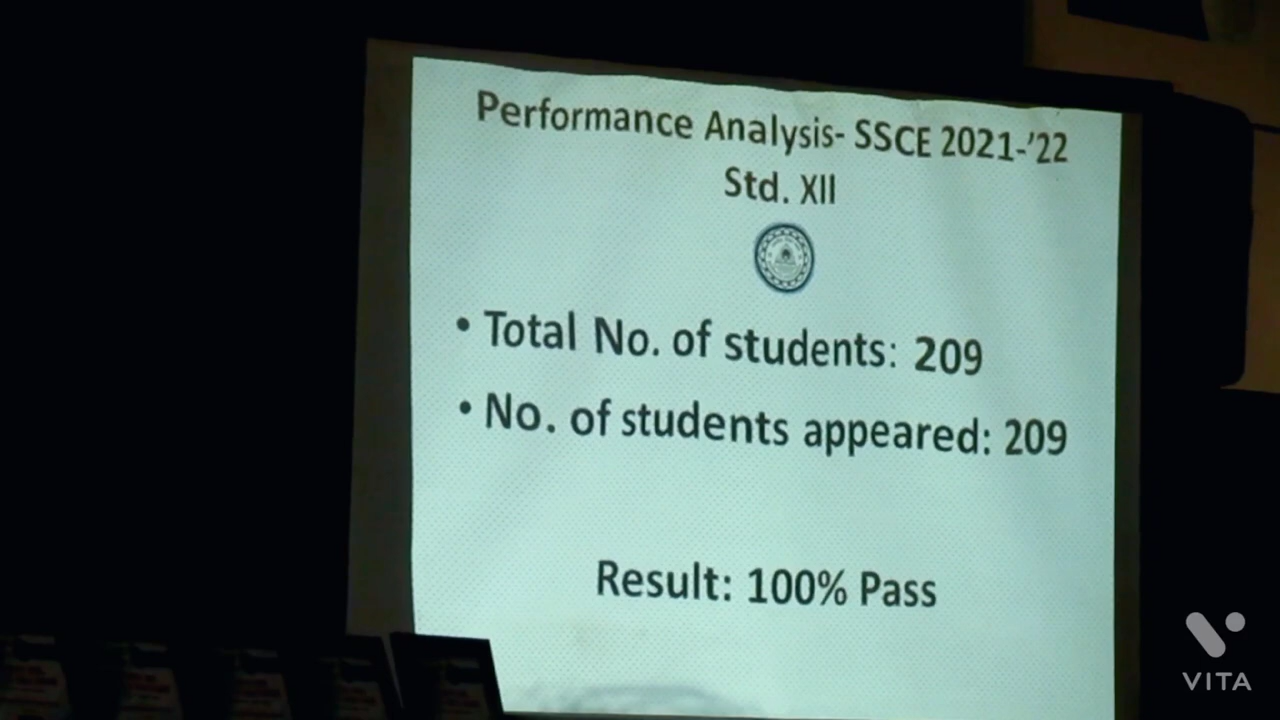 Performance Analysis- SSCE 2021-'22
Std. XII
• Total No. of students: 209
• No. of students appeared: 209
Result: 100% Pass
VITA